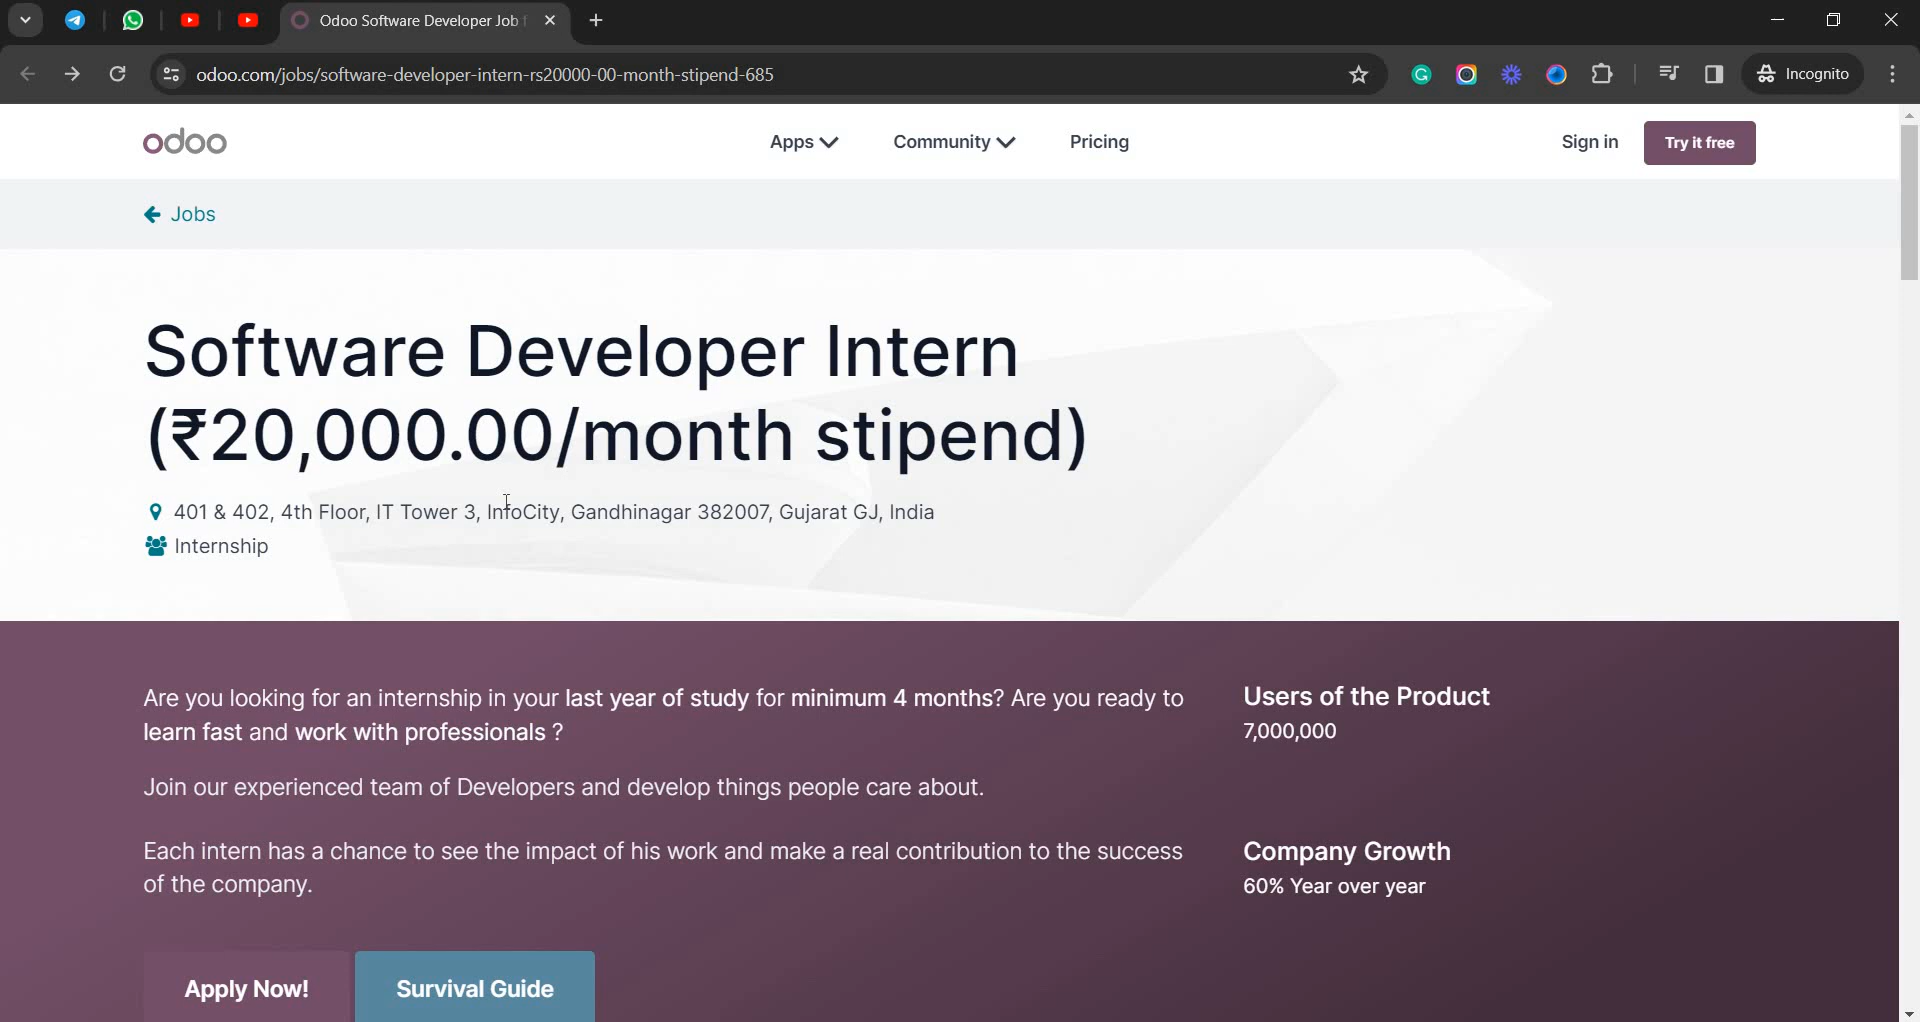 Odoo Software Developer Job
odoo.com/jobs/software-developer-intern-rs20000-00-month-stipend-685
Incognito
odoo
Apps
Community
Pricing
Sign in
Try it free
Jobs
Software Developer Intern
(₹20,000.00/month stipend)
401 & 402, 4th Floor, IT Tower 3, InfoCity, Gandhinagar 382007, Gujarat GJ, India
Internship
Are you looking for an internship in your last year of study for minimum 4 months? Are you ready to
learn fast and work with professionals ?
Join our experienced team of Developers and develop things people care about.
Each intern has a chance to see the impact of his work and make a real contribution to the success
of the company.
Users of the Product
7,000,000
Company Growth
60% Year over year
Apply Now!
Survival Guide